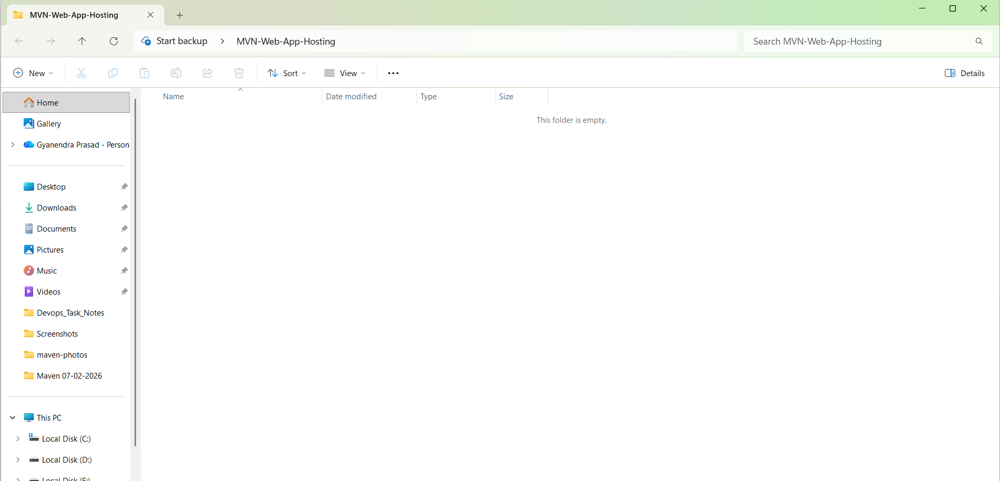 MVN-Web-App-Hosting
Start backup > MVN-Web-App-Hosting
Search MVN-Web-App-Hosting
New
Sort
View
Details
Name
Date modified
Type
Size
This folder is empty.
Home
Gallery
Gyanendra Prasad - Person
Desktop
Downloads
Documents
Pictures
Music
Videos
Devops_Task_Notes
Screenshots
maven-photos
Maven 07-02-2026
This PC
Local Disk (C:)
Local Disk (D:)
Local Disk